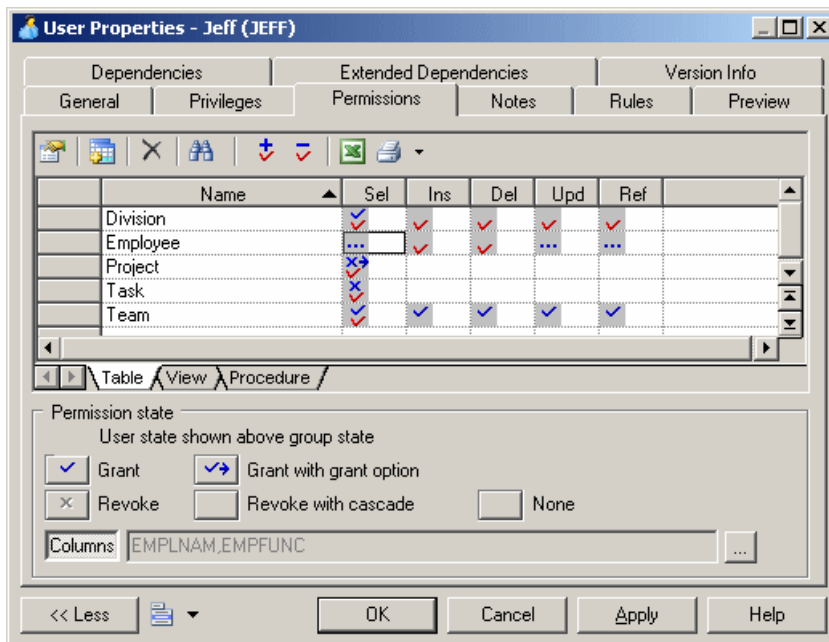 User Properties - Jeff (JEFF)
Dependencies Extended Dependencies Version Info
General Privileges Permissions Notes Rules Preview
Name Sel Ins Del Upd Ref
Division
Employee ... ... ...
Project
Task
Team
Table View Procedure
Permission state
User state shown above group state
Grant Grant with grant option
Revoke Revoke with cascade None
Columns EMPLNAM,EMPFUNC ...
<< Less OK Cancel Apply Help